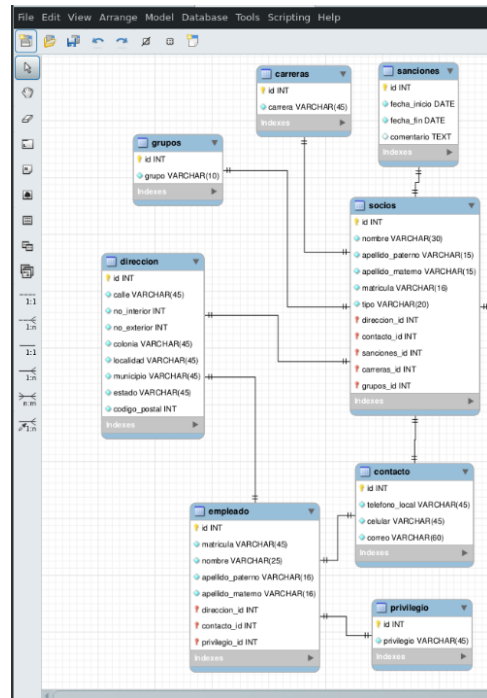 File Edit View Arrange Model Database Tools Scripting Help
carreras
id INT
carrera VARCHAR(45)
Indexes
sanciones
id INT
fecha_inicio DATE
fecha_fin DATE
comentario TEXT
Indexes
grupos
id INT
grupo VARCHAR(10)
Indexes
socios
id INT
nombre VARCHAR(30)
apellido_paterno VARCHAR(15)
apellido_materno VARCHAR(15)
matricula VARCHAR(16)
tipo VARCHAR(20)
direccion_id INT
contacto_id INT
sanciones_id INT
carreras_id INT
grupos_id INT
Indexes
direccion
id INT
calle VARCHAR(45)
no_interior INT
no_exterior INT
colonia VARCHAR(45)
localidad VARCHAR(45)
municipio VARCHAR(45)
estado VARCHAR(45)
codigo_postal INT
Indexes
1:1
1:n
1:1
1:n
n:m
1:n
contacto
id INT
telefono_local VARCHAR(45)
celular VARCHAR(45)
correo VARCHAR(60)
Indexes
empleado
id INT
matricula VARCHAR(45)
nombre VARCHAR(25)
apellido_paterno VARCHAR(16)
apellido_materno VARCHAR(16)
direccion_id INT
contacto_id INT
privilegio_id INT
Indexes
privilegio
id INT
privilegio VARCHAR(45)
Indexes